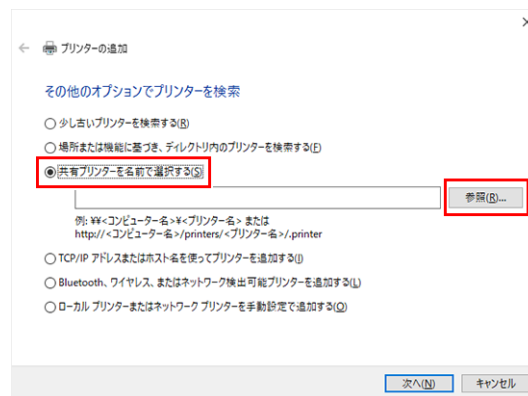 プリンターの追加
その他のオプションでプリンターを検索
少し古いプリンターを検索する(R)
場所または機能に基づき、ディレクトリ内のプリンターを検索する(F)
共有プリンターを名前で選択する(S)
参照(R)...
例: ¥¥<コンピューター名>¥<プリンター名> または
http://<コンピューター名>/printers/<プリンター名>/.printer
TCP/IP アドレスまたはホスト名を使ってプリンターを追加する(I)
Bluetooth、ワイヤレス、またはネットワーク検出可能プリンターを追加する(L)
ローカル プリンターまたはネットワーク プリンターを手動設定で追加する(O)
次へ(N)
キャンセル